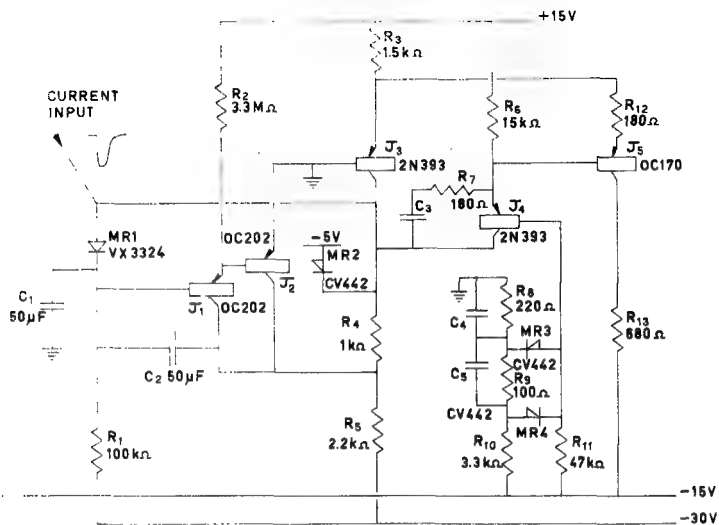 +15V
R3
1.5kΩ
R2
3.3MΩ
CURRENT
INPUT
R6
15kΩ
R12
180Ω
J3
2N393
J5
OC170
R7
180Ω
C3
J4
2N393
MR1
VX3324
OC202
J2
-5V
MR2
CV442
C1
50µF
J1
OC202
R4
1kΩ
C4
R8
220Ω
MR3
CV442
R13
680Ω
C2 50µF
C5
R9
100Ω
CV442
MR4
R1
100kΩ
R5
2.2kΩ
R10
3.3kΩ
R11
47kΩ
-15V
-30V